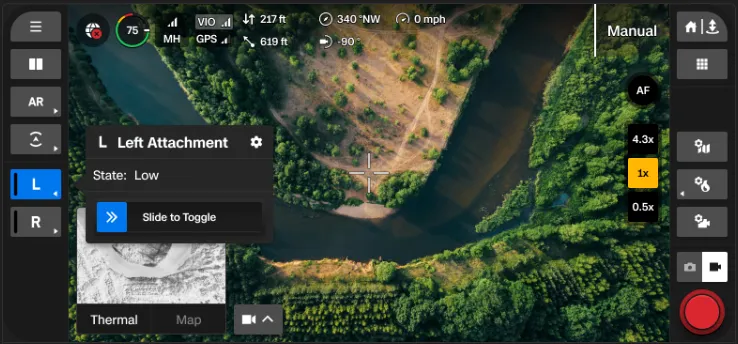 75
MH
VIO
GPS
217 ft
619 ft
340 °NW
-90 °
0 mph
Manual
AR
L
R
L Left Attachment
State: Low
Slide to Toggle
AF
4.3x
1x
0.5x
Thermal
Map